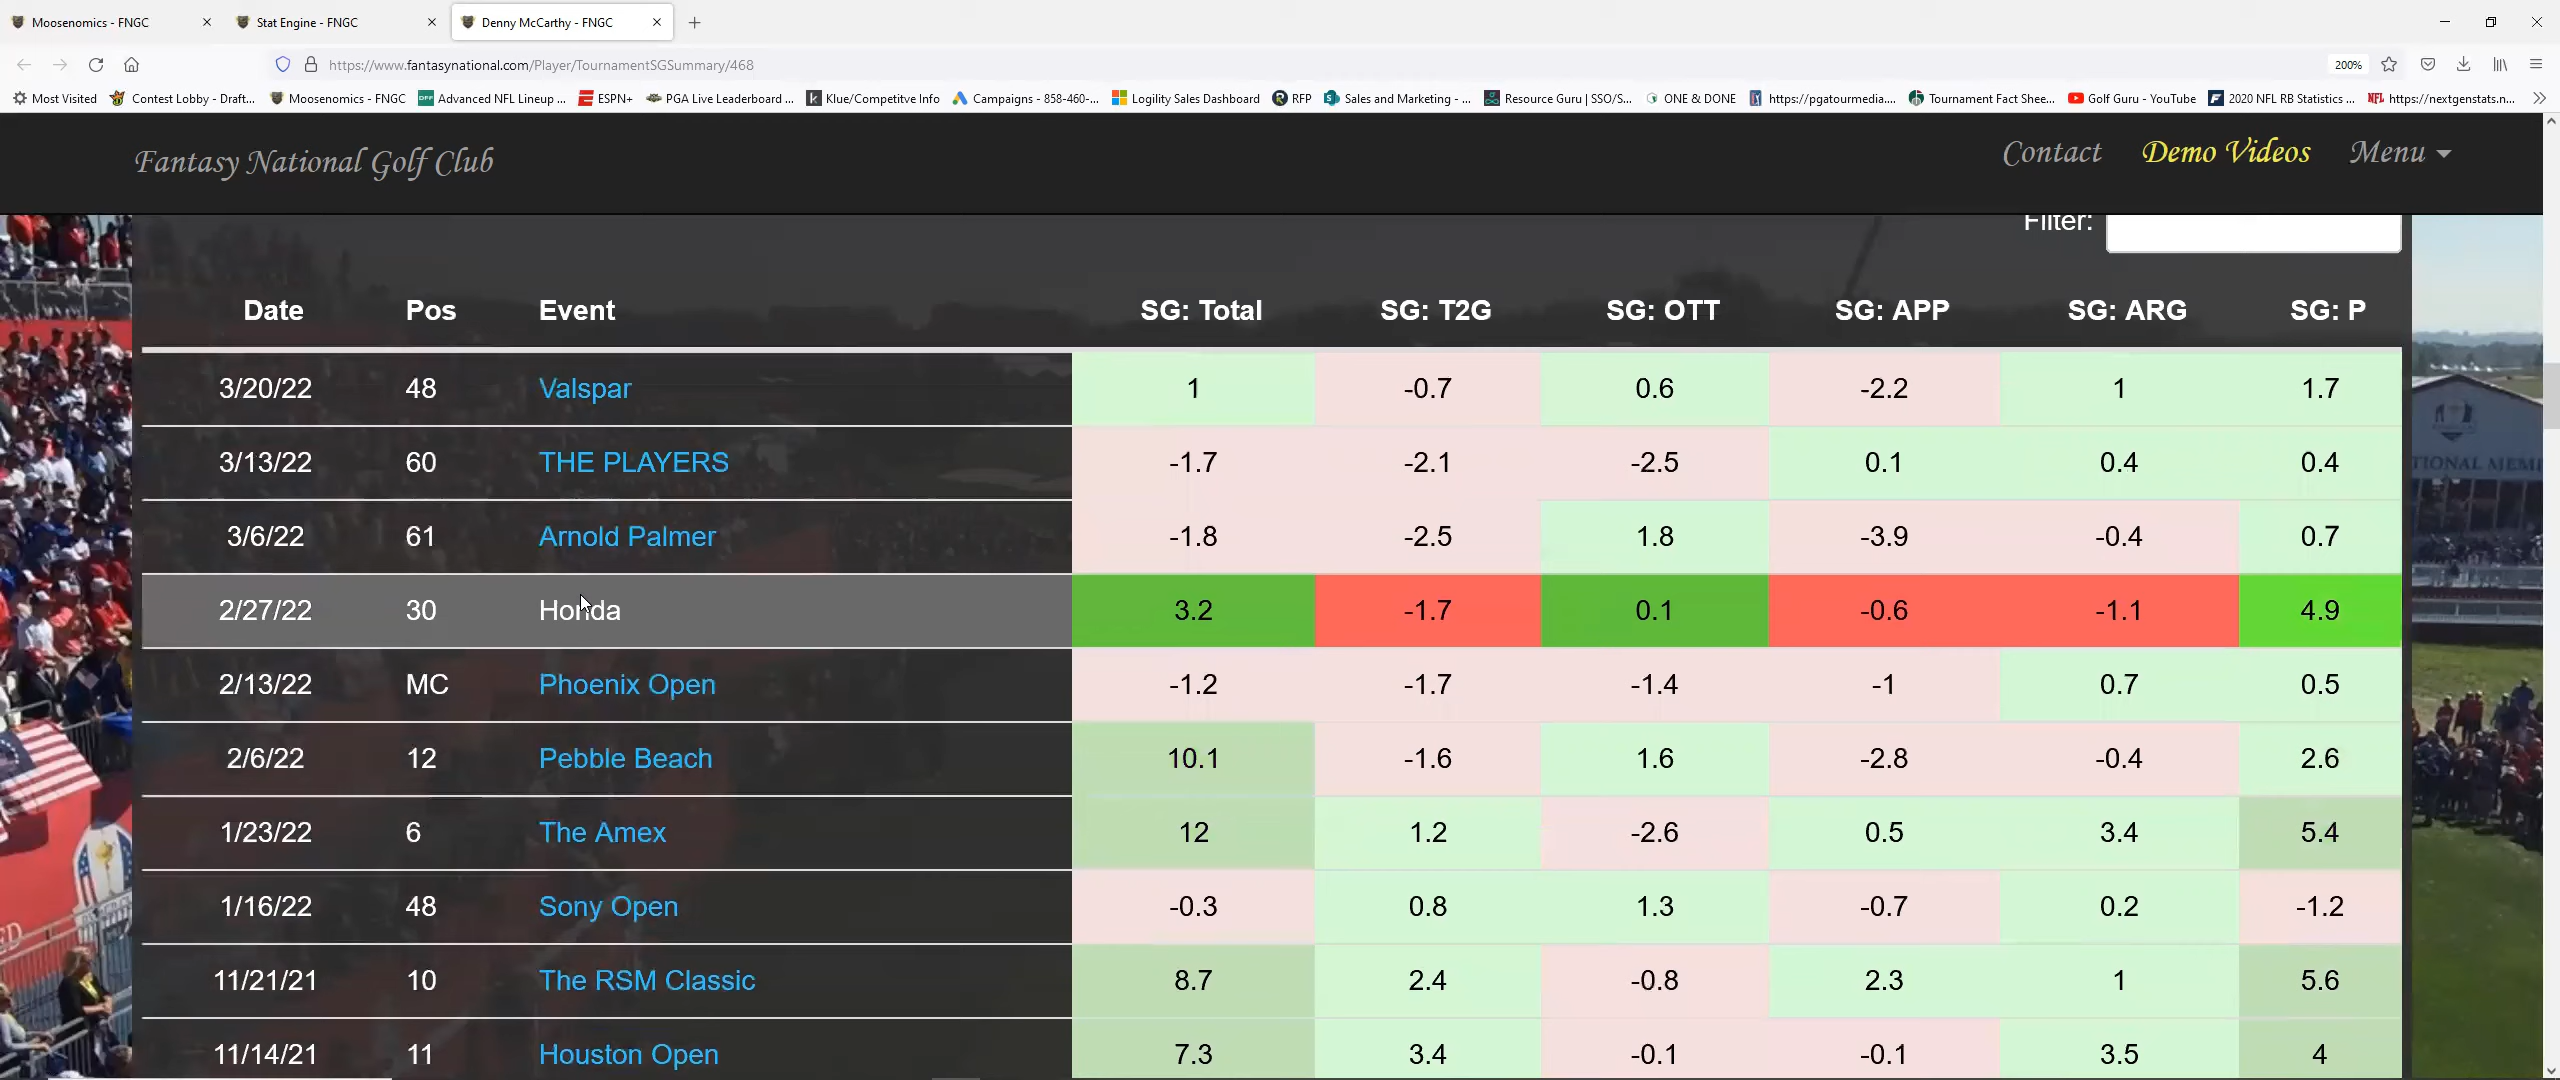 Moosenomics - FNGC
Stat Engine - FNGC
Denny McCarthy - FNGC
https://www.fantasynational.com/Player/TournamentSGSummary/468
200%
Most Visited Contest Lobby - Draft... Moosenomics - FNGC Advanced NFL Lineup ... ESPN+ PGA Live Leaderboard ... Klue/Competitve Info Campaigns - 858-460-... Logility Sales Dashboard RFP Sales and Marketing - ... Resource Guru | SSO/S... ONE & DONE https://pgatourmedia.... Tournament Fact Shee... Golf Guru - YouTube 2020 NFL RB Statistics ... https://nextgenstats.n...
Fantasy National Golf Club
Contact Demo Videos Menu
Filter:
Date Pos Event SG: Total SG: T2G SG: OTT SG: APP SG: ARG SG: P
3/20/22 48 Valspar 1 -0.7 0.6 -2.2 1 1.7
3/13/22 60 THE PLAYERS -1.7 -2.1 -2.5 0.1 0.4 0.4
3/6/22 61 Arnold Palmer -1.8 -2.5 1.8 -3.9 -0.4 0.7
2/27/22 30 Honda 3.2 -1.7 0.1 -0.6 -1.1 4.9
2/13/22 MC Phoenix Open -1.2 -1.7 -1.4 -1 0.7 0.5
2/6/22 12 Pebble Beach 10.1 -1.6 1.6 -2.8 -0.4 2.6
1/23/22 6 The Amex 12 1.2 -2.6 0.5 3.4 5.4
1/16/22 48 Sony Open -0.3 0.8 1.3 -0.7 0.2 -1.2
11/21/21 10 The RSM Classic 8.7 2.4 -0.8 2.3 1 5.6
11/14/21 11 Houston Open 7.3 3.4 -0.1 -0.1 3.5 4